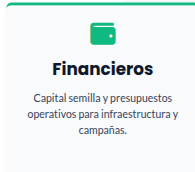 Financieros
Capital semilla y presupuestos
operativos para infraestructura y
campañas.